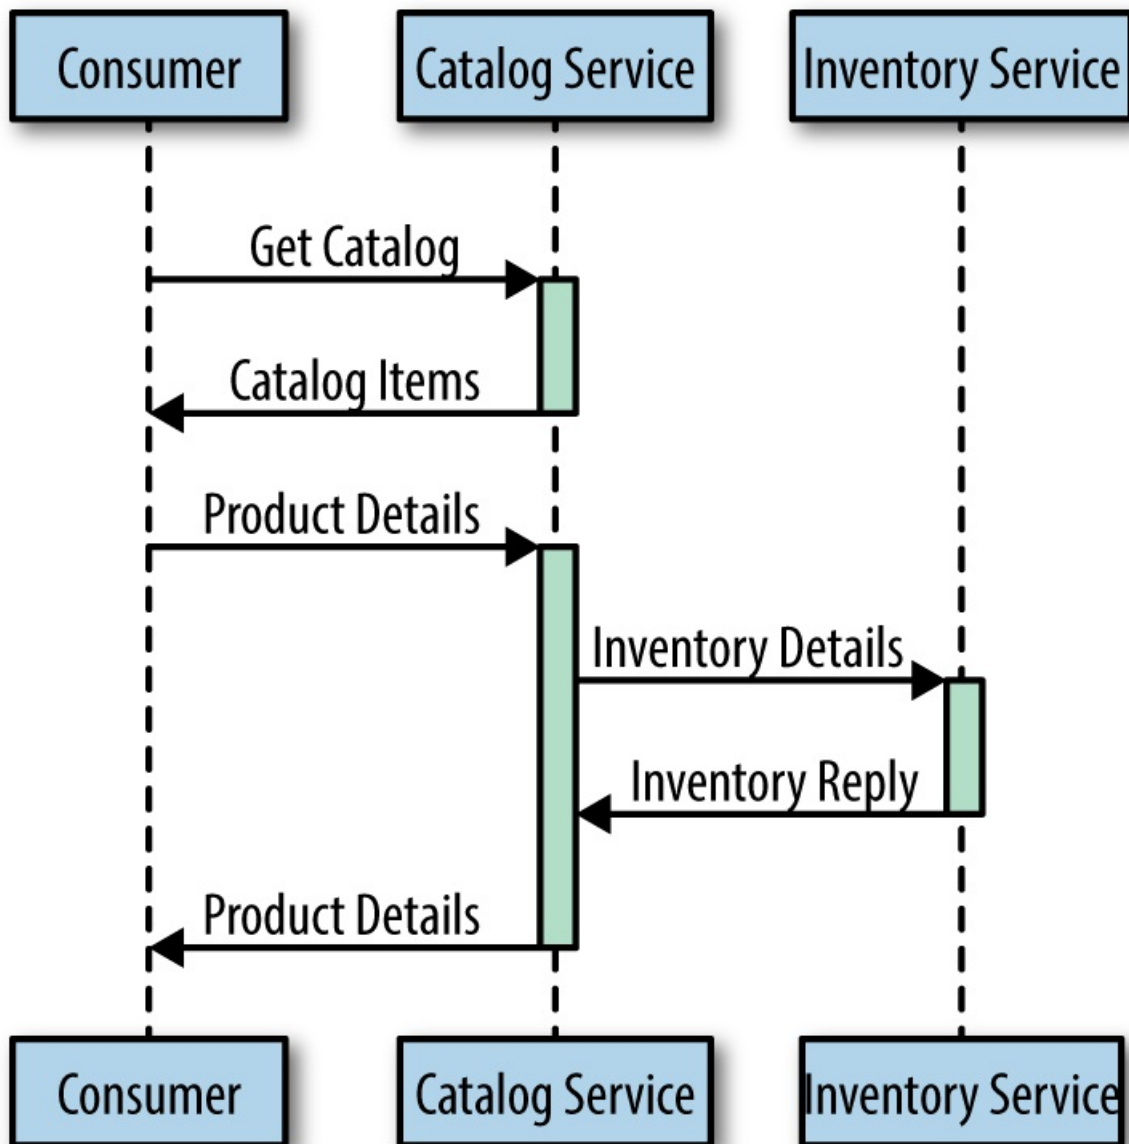 Consumer
Catalog Service
Inventory Service
Get Catalog
Catalog Items
Product Details
Inventory Details
Inventory Reply
Product Details
Consumer
Catalog Service
Inventory Service